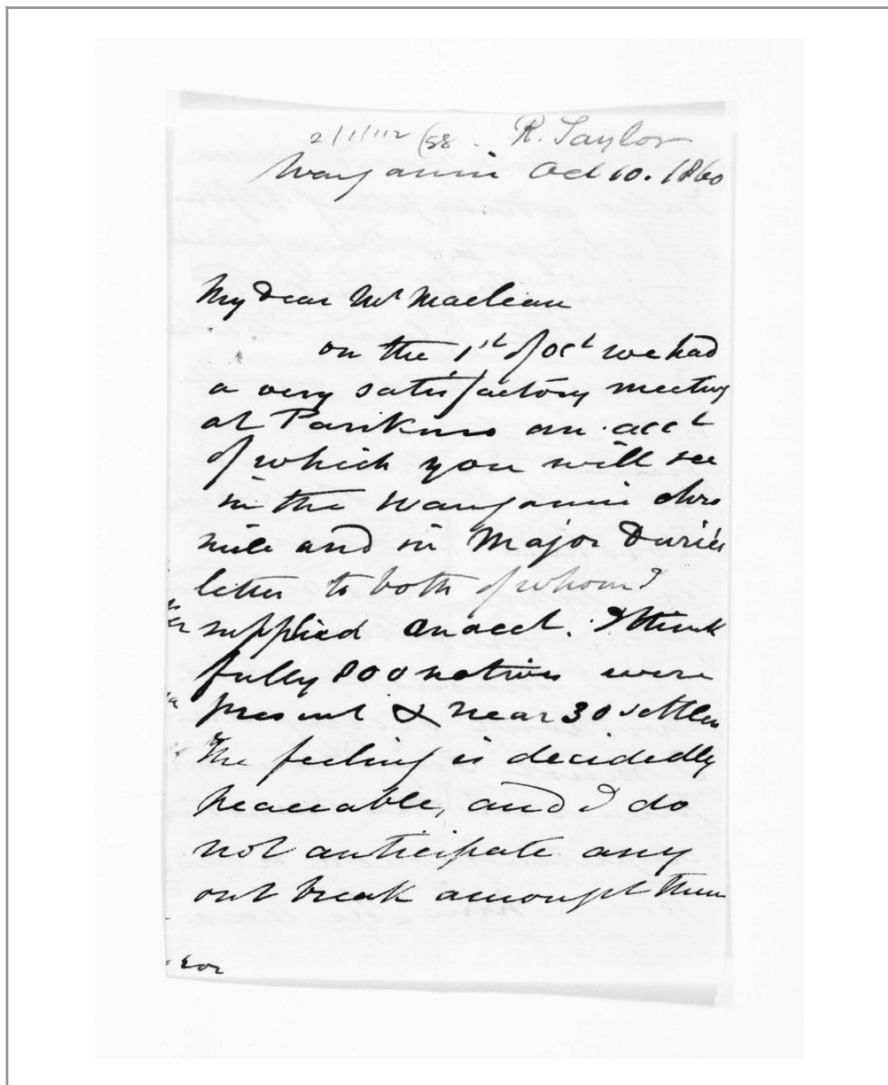 2/1/112 (58. R. Taylor
Wanganui Oct 10. 1860
My dear Mr Maclean
on the 1st of Oct we had
a very satisfactory meeting
at Parikino an acct
of which you will see
in the Wanganui chro
nicle and in Major Durie's
letter to both of whom I
supplied an acct. I think
fully 800 natives were
present & near 30 settlers
The feeling is decidedly
peaceable, and I do
not anticipate any
out break amongst them